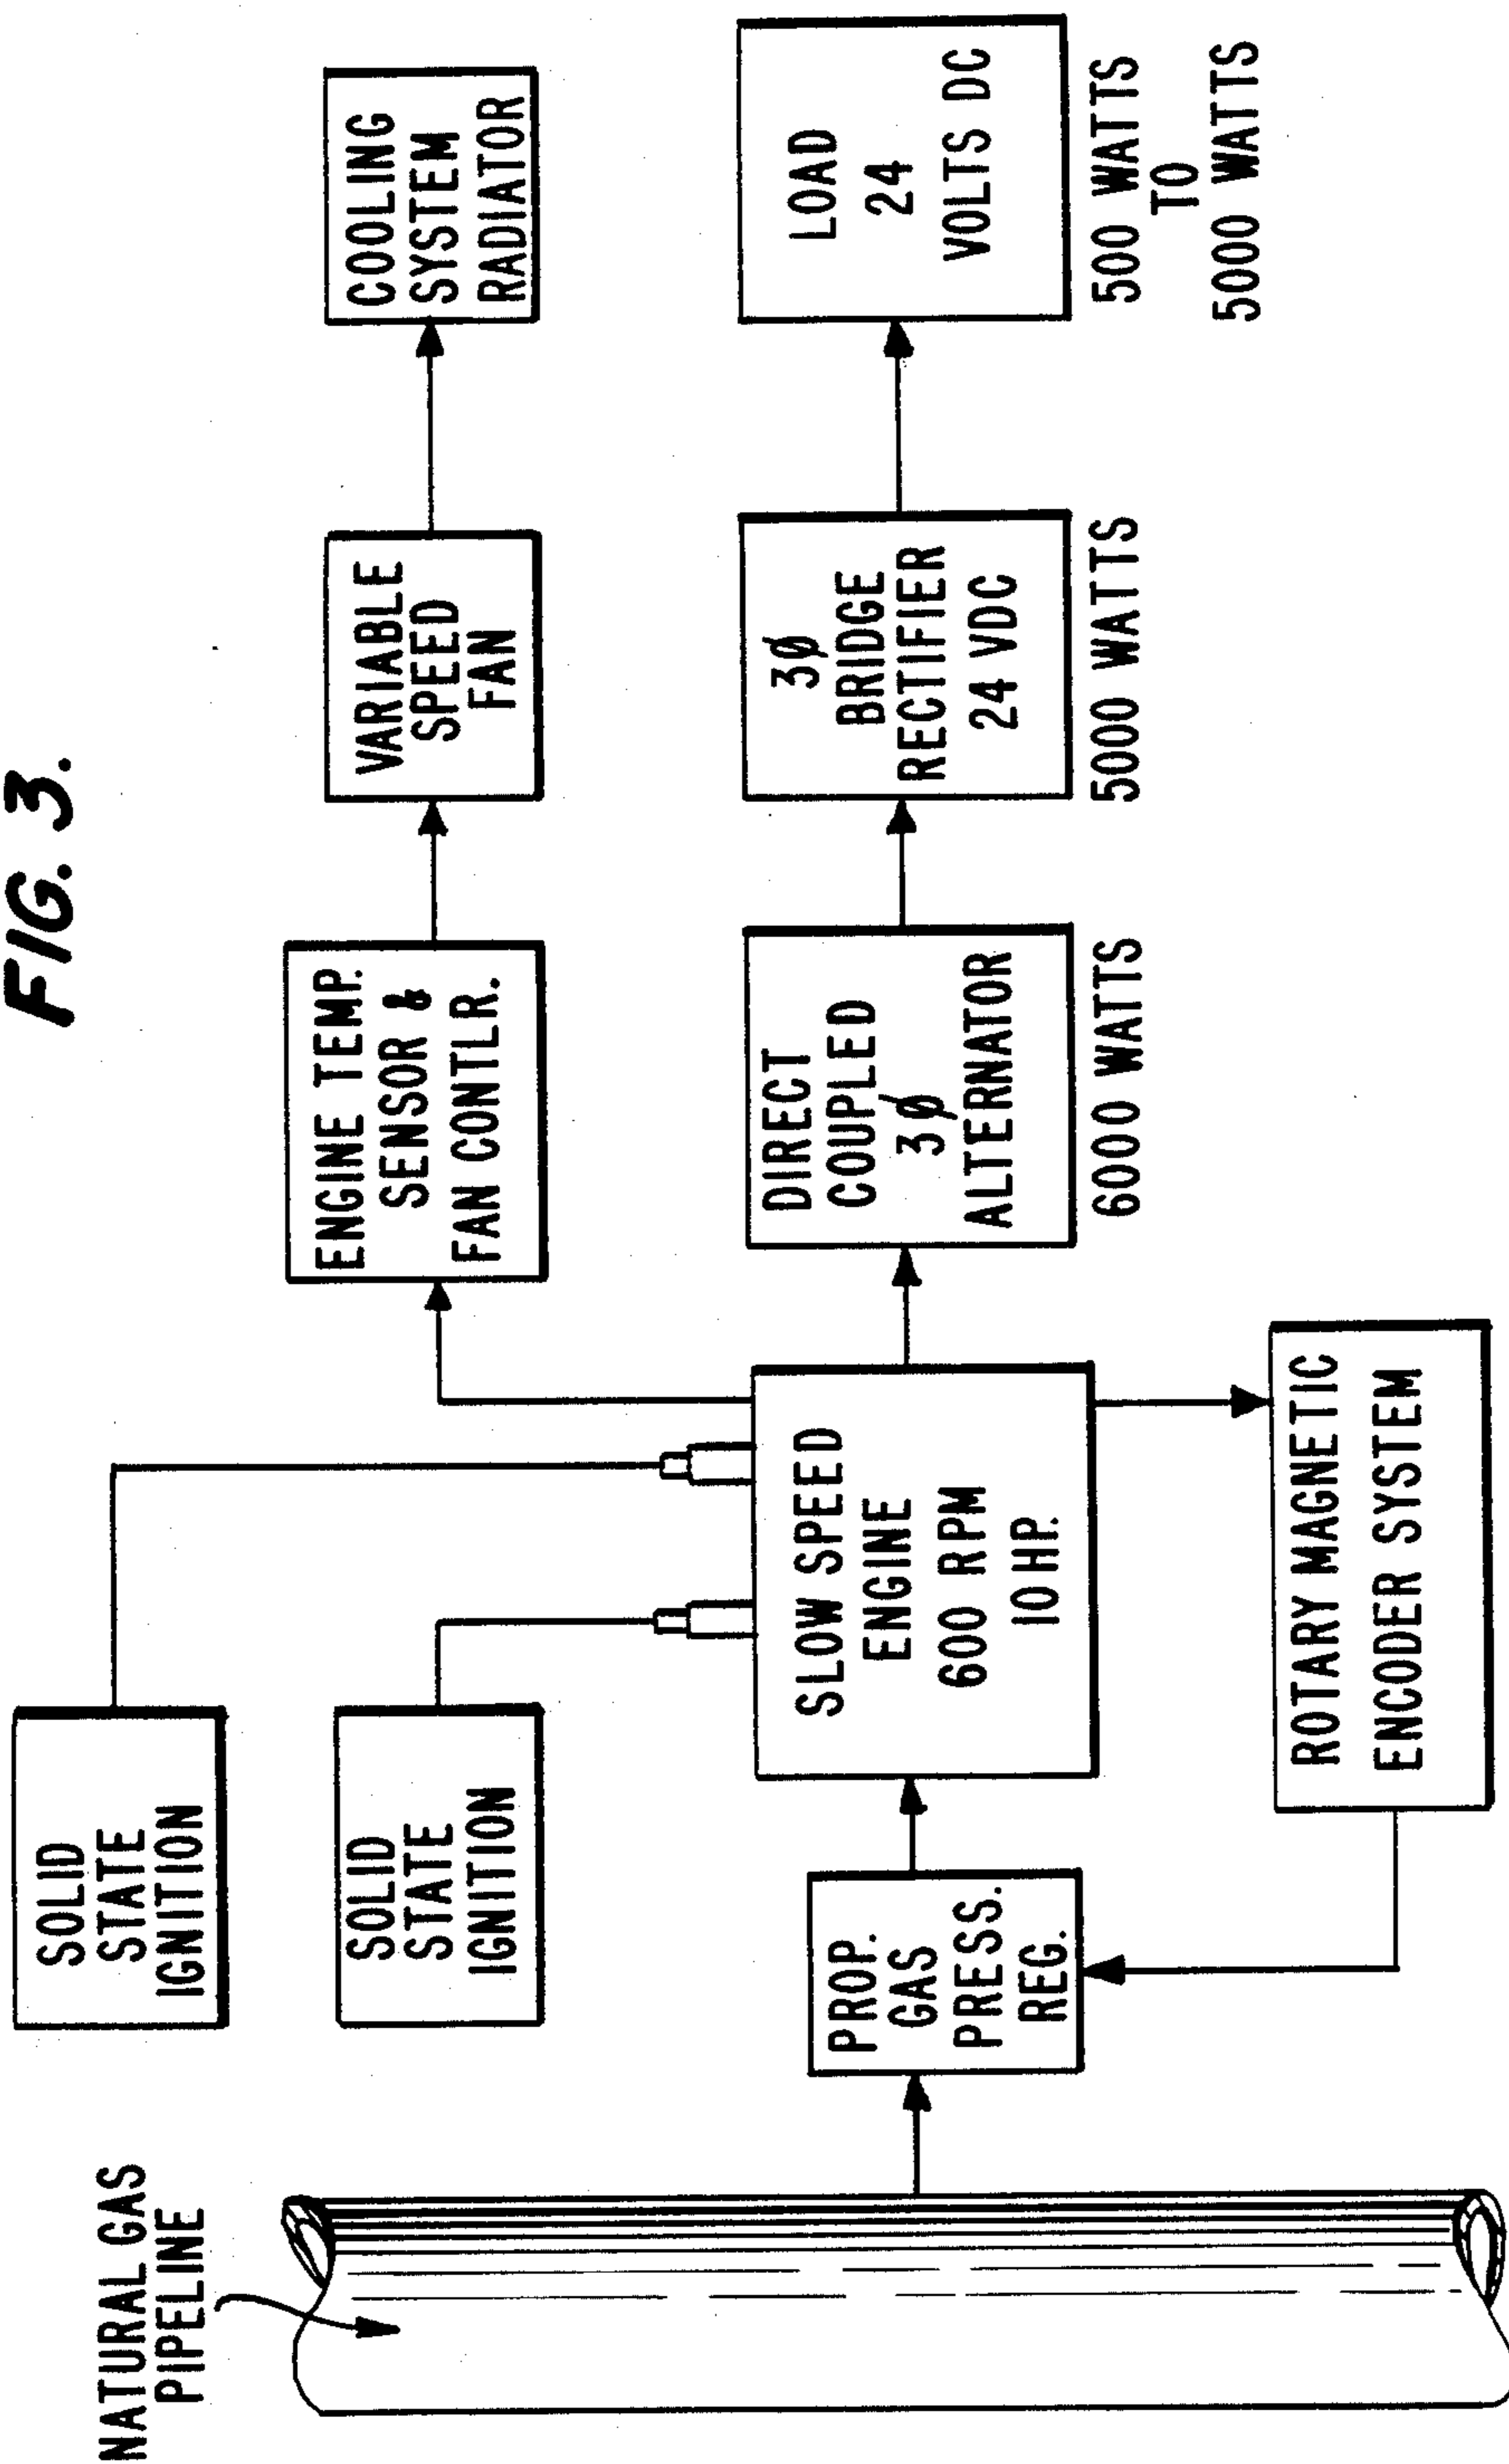 FIG. 3.
SOLID
STATE
IGNITION
SOLID
STATE
IGNITION
NATURAL GAS
PIPELINE
ENGINE TEMP.
SENSOR &
FAN CONTLR.
VARIABLE
SPEED
FAN
COOLING
SYSTEM
RADIATOR
PROP.
GAS
PRESS.
REG.
SLOW SPEED
ENGINE
600 RPM
10 HP.
DIRECT
COUPLED
3Ø
ALTERNATOR
6000 WATTS
3Ø
BRIDGE
RECTIFIER
24 VDC
5000 WATTS
LOAD
24
VOLTS DC
500 WATTS
TO
5000 WATTS
ROTARY MAGNETIC
ENCODER SYSTEM